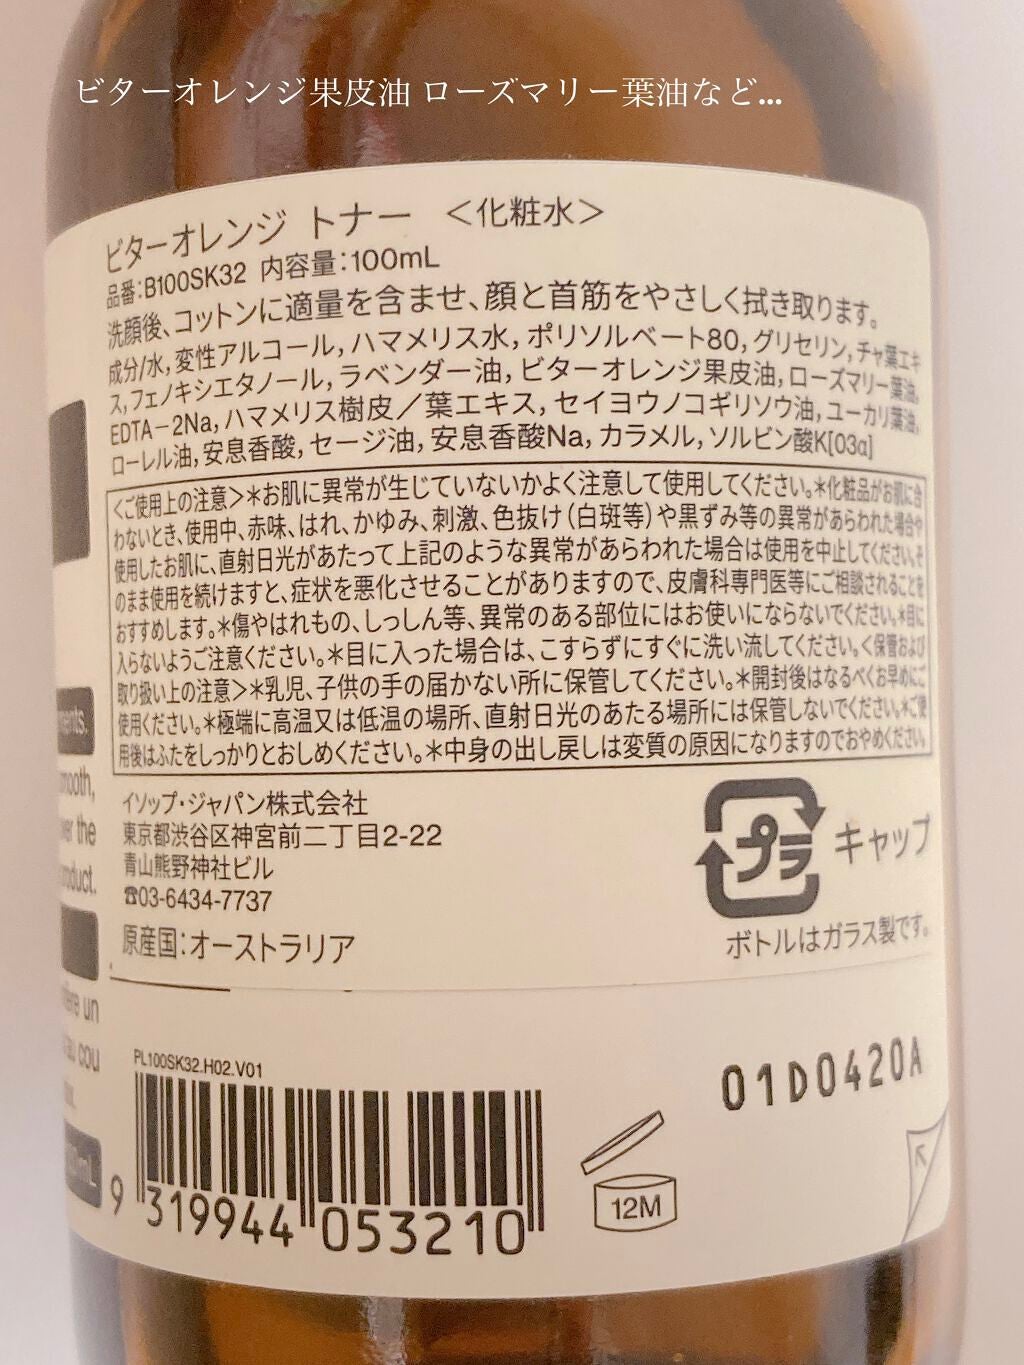 ビターオレンジ果皮油 ローズマリー葉油など...
ビターオレンジ トナー <化粧水>
品番:B100SK32 内容量:100mL
洗顔後、コットンに適量を含ませ、顔と首筋をやさしく拭き取ります。
成分/水,変性アルコール,ハマメリス水,ポリソルベート80,グリセリン,チャ葉エキ
ス,フェノキシエタノール,ラベンダー油,ビターオレンジ果皮油,ローズマリー葉油,
EDTA-2Na,ハマメリス樹皮/葉エキス,セイヨウノコギリソウ油,ユーカリ葉油,
ローレル油,安息香酸,セージ油,安息香酸Na,カラメル,ソルビン酸K[03a]
<ご使用上の注意>*お肌に異常が生じていないかよく注意して使用してください。*化粧品がお肌に合
わないとき、使用中、赤味、はれ、かゆみ、刺激、色抜け(白斑等)や黒ずみ等の異常があらわれた場合や
使用したお肌に、直射日光があたって上記のような異常があらわれた場合は使用を中止してください。そ
のまま使用を続けますと、症状を悪化させることがありますので、皮膚科専門医等にご相談されることを
おすすめします。*傷やはれもの、しっしん等、異常のある部位にはお使いにならないでください。*目に
入らないようご注意ください。*目に入った場合は、こすらずにすぐに洗い流してください。<保管および
取り扱い上の注意>*乳児、子供の手の届かない所に保管してください。*開封後はなるべくお早めにご
使用ください。*極端に高温又は低温の場所、直射日光のあたる場所には保管しないでください。*ご使
用後はふたをしっかりとおしめください。*中身の出し戻しは変質の原因になりますのでおやめください。
イソップ・ジャパン株式会社
東京都渋谷区神宮前二丁目2-22
青山熊野神社ビル
☎03-6434-7737
原産国:オーストラリア
プラ キャップ
ボトルはガラス製です。
smooth,
over the
product.
un
au cou
PL100SK32.H02.V01
01D0420A
12M
9 319944 053210